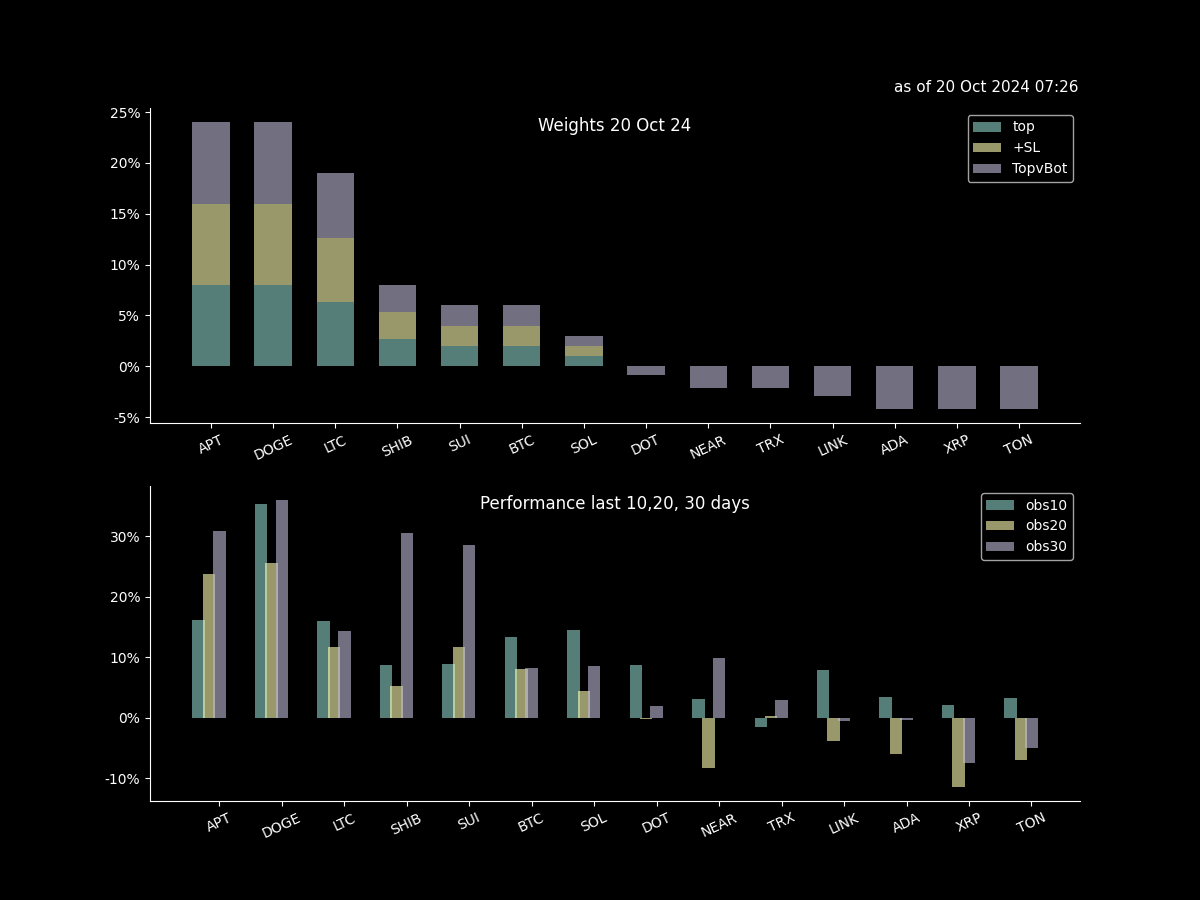 as of 20 Oct 2024 07:26
Weights 20 Oct 24
top
+SL
TopvBot
25%
20%
15%
10%
5%
0%
-5%
APT DOGE LTC SHIB SUI BTC SOL DOT NEAR TRX LINK ADA XRP TON
Performance last 10,20, 30 days
obs10
obs20
obs30
30%
20%
10%
0%
-10%
APT DOGE LTC SHIB SUI BTC SOL DOT NEAR TRX LINK ADA XRP TON